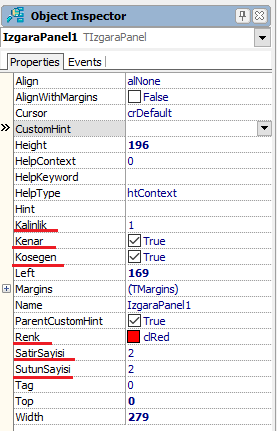 Object Inspector
IzgaraPanel1 TIzgaraPanel
Properties Events
Align alNone
AlignWithMargins False
Cursor crDefault
CustomHint
Height 196
HelpContext 0
HelpKeyword
HelpType htContext
Hint
Kalinlik 1
Kenar True
Kosegen True
Left 169
Margins (TMargins)
Name IzgaraPanel1
ParentCustomHint True
Renk clRed
SatirSayisi 2
SutunSayisi 2
Tag 0
Top 0
Width 279